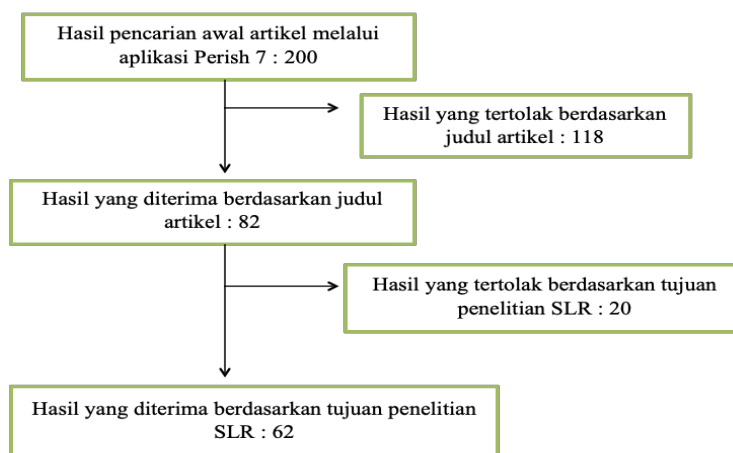 Hasil pencarian awal artikel melalui
aplikasi Perish 7 : 200
Hasil yang tertolak berdasarkan
judul artikel : 118
Hasil yang diterima berdasarkan judul
artikel : 82
Hasil yang tertolak berdasarkan tujuan
penelitian SLR : 20
Hasil yang diterima berdasarkan tujuan penelitian
SLR : 62